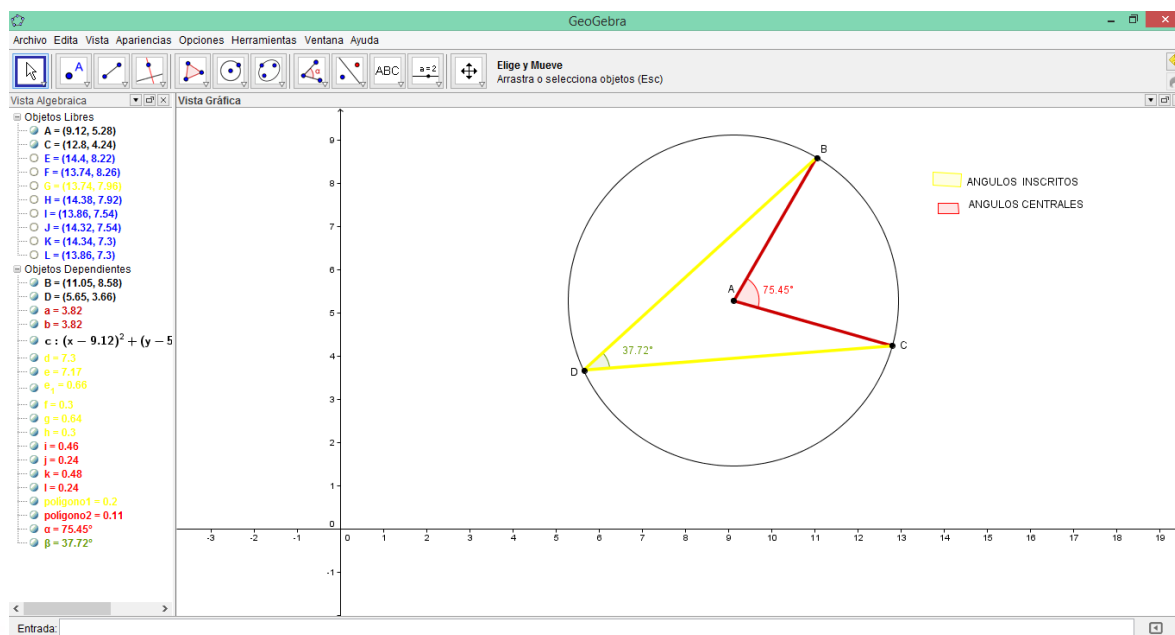 GeoGebra
Archivo Edita Vista Apariencias Opciones Herramientas Ventana Ayuda
A
α
ABC
a=2
Elige y Mueve
Arrastra o selecciona objetos (Esc)
Vista Algebraica
Vista Gráfica
Objetos Libres
A = (9.12, 5.28)
C = (12.8, 4.24)
E = (14.4, 8.22)
F = (13.74, 8.26)
G = (13.74, 7.96)
H = (14.38, 7.92)
I = (13.86, 7.54)
J = (14.32, 7.54)
K = (14.34, 7.3)
L = (13.86, 7.3)
Objetos Dependientes
B = (11.05, 8.58)
D = (5.65, 3.66)
a = 3.82
b = 3.82
c : (x − 9.12)² + (y − 5
d = 7.3
e = 7.17
e₁ = 0.66
f = 0.3
g = 0.64
h = 0.3
i = 0.46
j = 0.24
k = 0.48
l = 0.24
polígono1 = 0.2
polígono2 = 0.11
α = 75.45°
β = 37.72°
9
8
7
6
5
4
3
2
1
0
-1
-3 -2 -1 0 1 2 3 4 5 6 7 8 9 10 11 12 13 14 15 16 17 18 19
B
A
75.45°
C
37.72°
D
ANGULOS INSCRITOS
ANGULOS CENTRALES
Entrada: